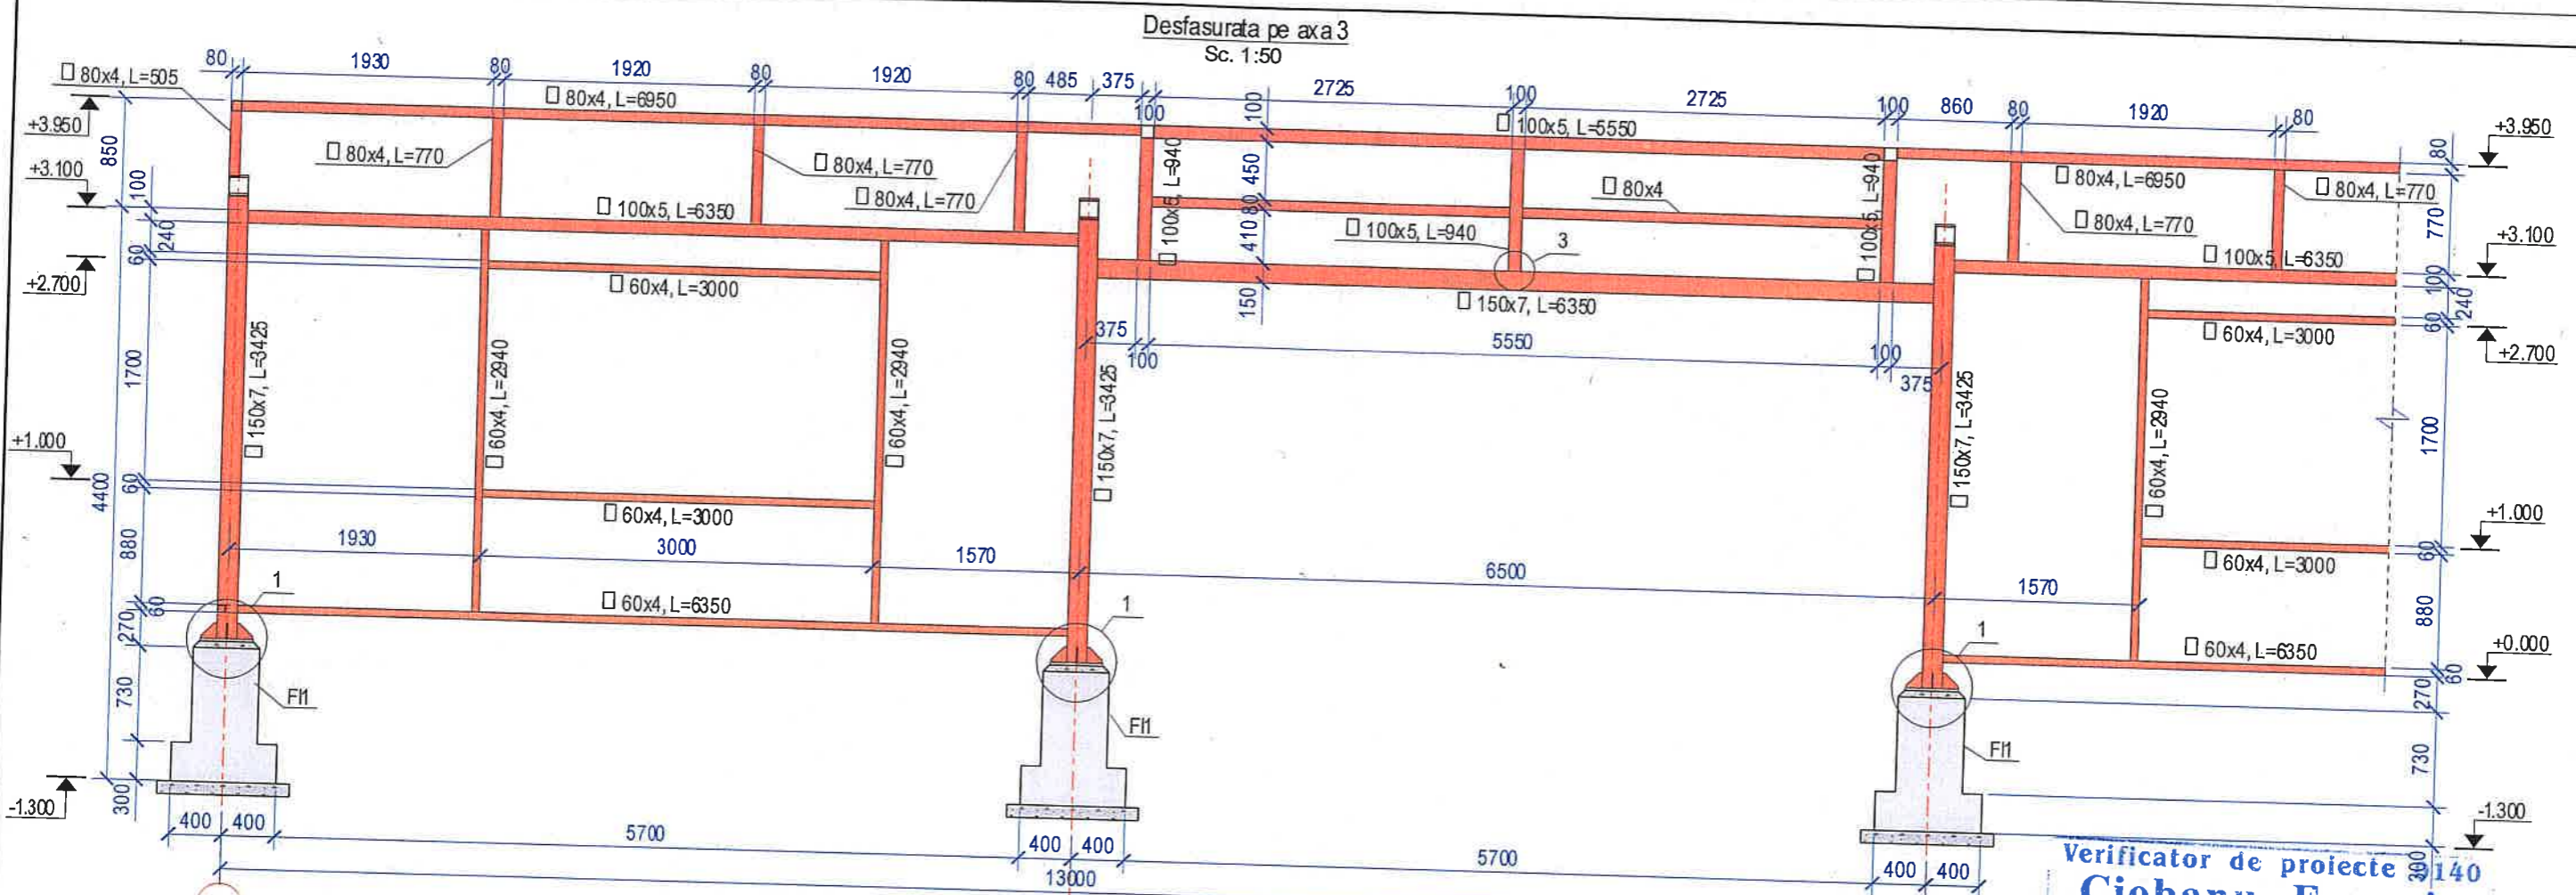 Desfasurata pe axa 3
Sc. 1:50
80 1930 80 1920 80 1920 80 485 375 100 2725 100 2725 100 860 80 1920 80
80x4, L=505
80x4, L=6950
100
100x5, L=5550
+3.950
+3.950
80
850
80x4, L=770
80x4, L=770
80x4, L=770
100x5, L=940
450
80x4
100x5, L=940
80x4, L=6950
80x4, L=770
80x4, L=770
770
+3.100
100
100x5, L=6350
80
410
100x5, L=940
3
100x5, L=6350
+3.100
240
60
100
240
60
+2.700
60x4, L=3000
150
150x7, L=6350
60x4, L=3000
+2.700
375 100 5550 100 375
1700
150x7, L=3425
60x4, L=2940
60x4, L=2940
150x7, L=3425
150x7, L=3425
60x4, L=2940
1700
+1.000
4400
60
60x4, L=3000
60
+1.000
60x4, L=3000
880
1930 3000 1570 6500 1570
880
1
60x4, L=6350
1
1
60x4, L=6350
+0.000
60
270
60
270
730
Fl1
Fl1
Fl1
730
-1.300
300
-1.300
300
400 400 5700 400 400 5700 400 400
13000
Verificator de proiecte 9140